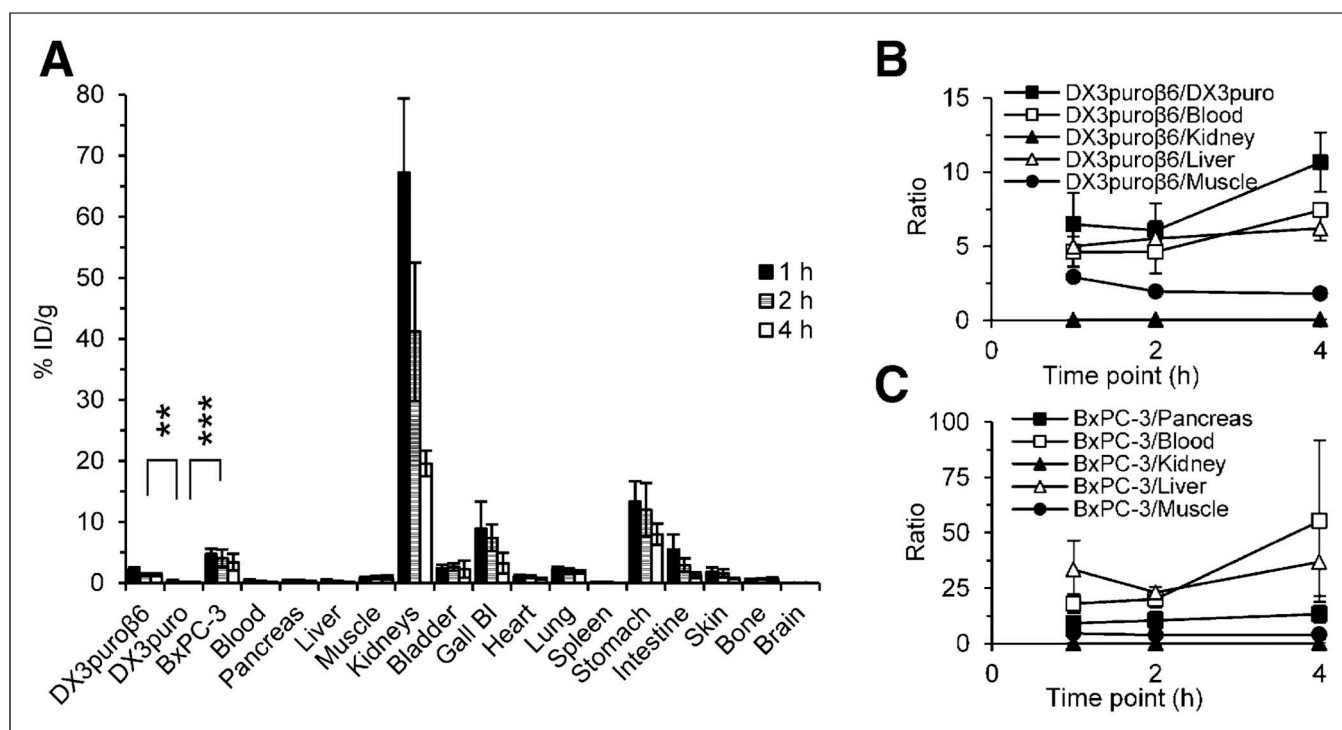 A
80
70
60
50
40
30
20
10
0
% ID/g
**
***
1 h
2 h
4 h
DX3puroβ6
DX3puro
BxPC-3
Blood
Pancreas
Liver
Muscle
Kidneys
Bladder
Gall Bl
Heart
Lung
Spleen
Stomach
Intestine
Skin
Bone
Brain
B
15
10
5
0
Ratio
DX3puroβ6/DX3puro
DX3puroβ6/Blood
DX3puroβ6/Kidney
DX3puroβ6/Liver
DX3puroβ6/Muscle
0
2
4
Time point (h)
C
100
75
50
25
0
Ratio
BxPC-3/Pancreas
BxPC-3/Blood
BxPC-3/Kidney
BxPC-3/Liver
BxPC-3/Muscle
0
2
4
Time point (h)